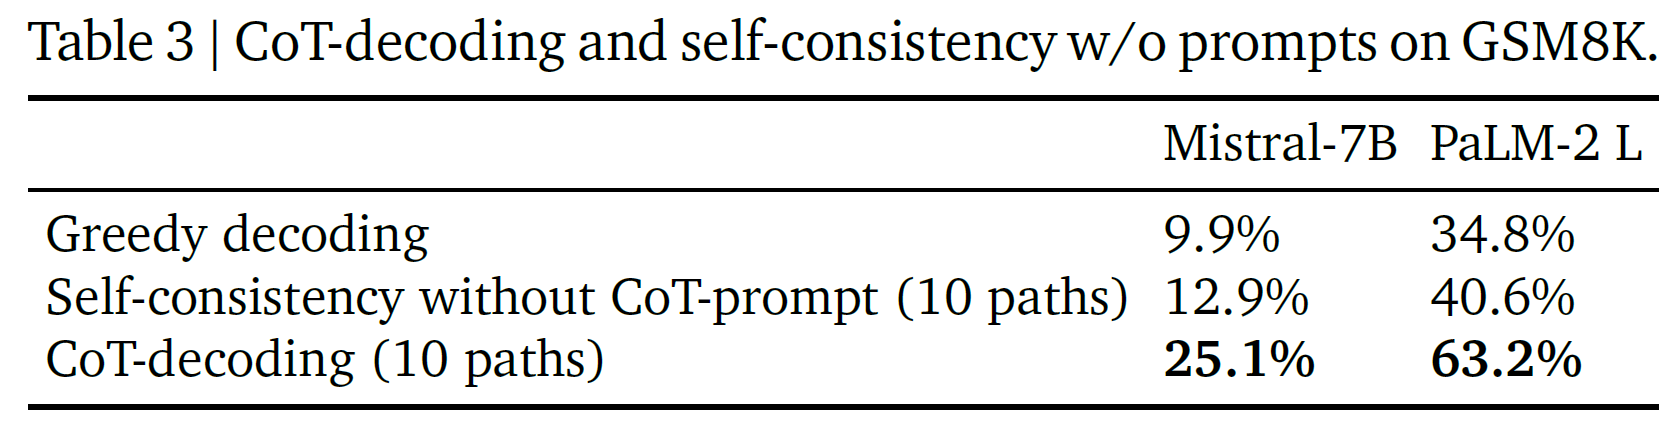 Table 3 | CoT-decoding and self-consistency w/o prompts on GSM8K.
Mistral-7B PaLM-2 L
Greedy decoding 9.9% 34.8%
Self-consistency without CoT-prompt (10 paths) 12.9% 40.6%
CoT-decoding (10 paths) 25.1% 63.2%